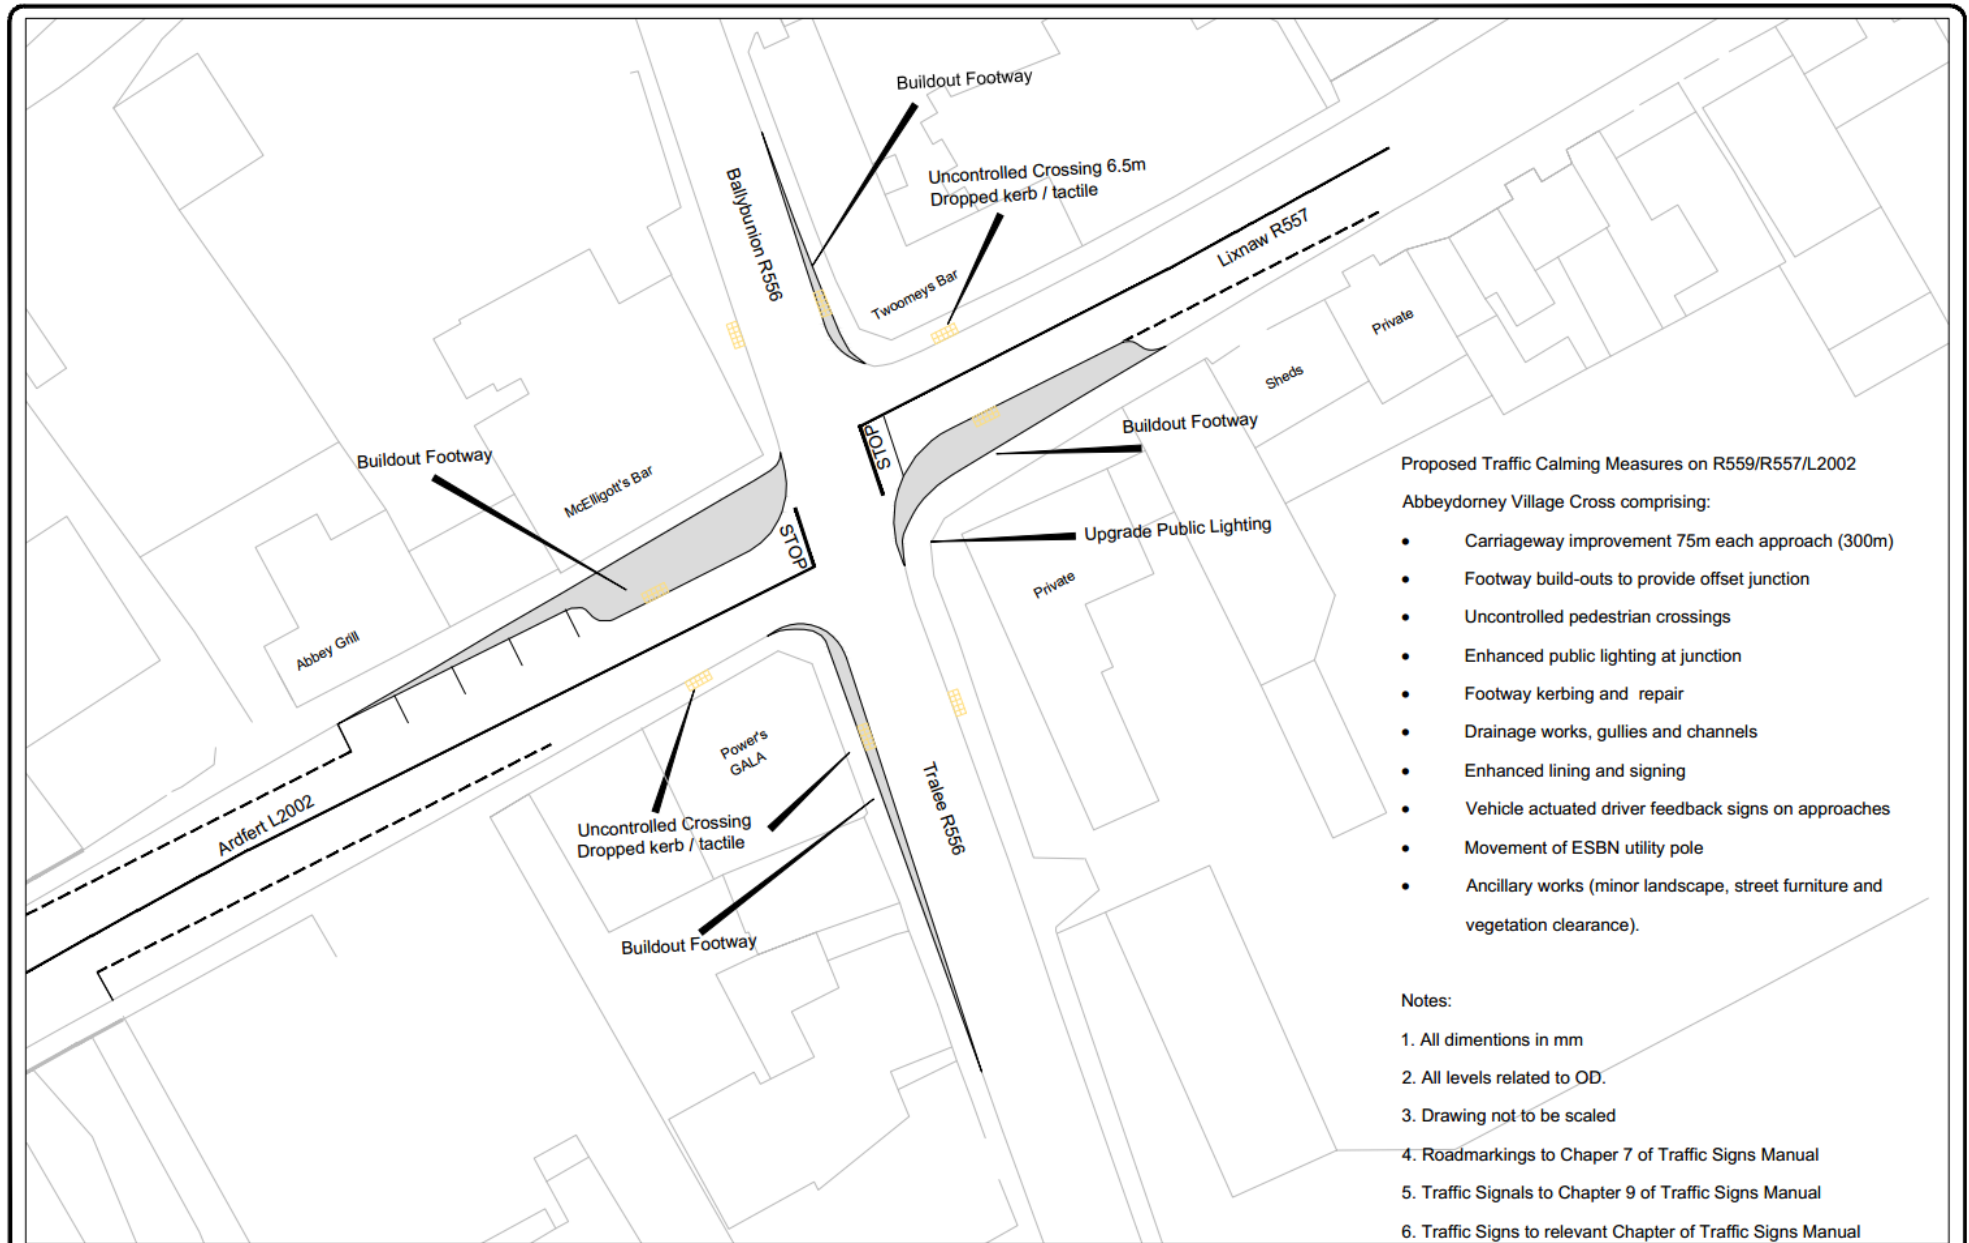 Buildout Footway
Uncontrolled Crossing 6.5m
Dropped kerb / tactile
Ballybunion R556
Lixnaw R557
Twoomeys Bar
Private
Sheds
STOP
Buildout Footway
Buildout Footway
McElligott's Bar
STOP
Upgrade Public Lighting
Private
Abbey Grill
Power's
GALA
Ardfert L2002
Uncontrolled Crossing
Dropped kerb / tactile
Tralee R556
Buildout Footway
Proposed Traffic Calming Measures on R559/R557/L2002
Abbeydorney Village Cross comprising:
• Carriageway improvement 75m each approach (300m)
• Footway build-outs to provide offset junction
• Uncontrolled pedestrian crossings
• Enhanced public lighting at junction
• Footway kerbing and repair
• Drainage works, gullies and channels
• Enhanced lining and signing
• Vehicle actuated driver feedback signs on approaches
• Movement of ESBN utility pole
• Ancillary works (minor landscape, street furniture and
vegetation clearance).
Notes:
1. All dimentions in mm
2. All levels related to OD.
3. Drawing not to be scaled
4. Roadmarkings to Chaper 7 of Traffic Signs Manual
5. Traffic Signals to Chapter 9 of Traffic Signs Manual
6. Traffic Signs to relevant Chapter of Traffic Signs Manual